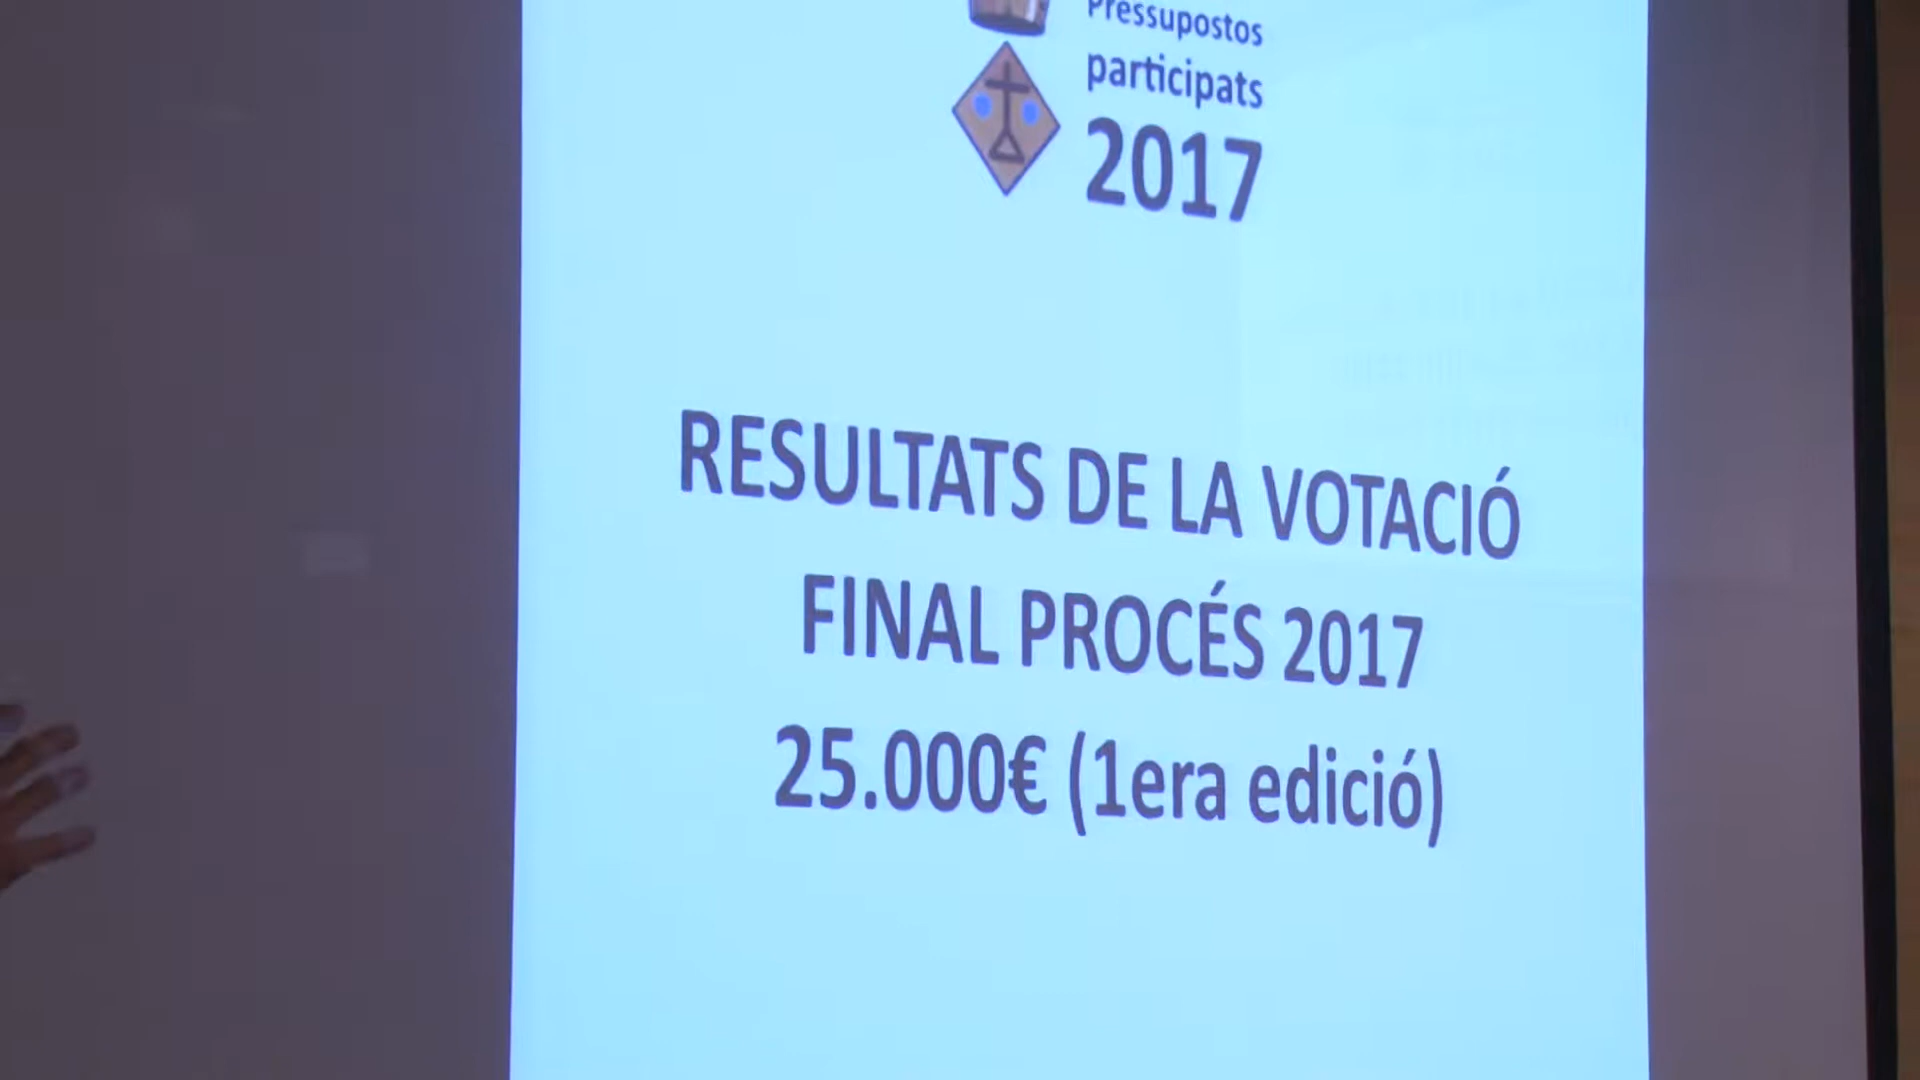 Pressupostos
participats
2017
RESULTATS DE LA VOTACIÓ
FINAL PROCÉS 2017
25.000€ (1era edició)